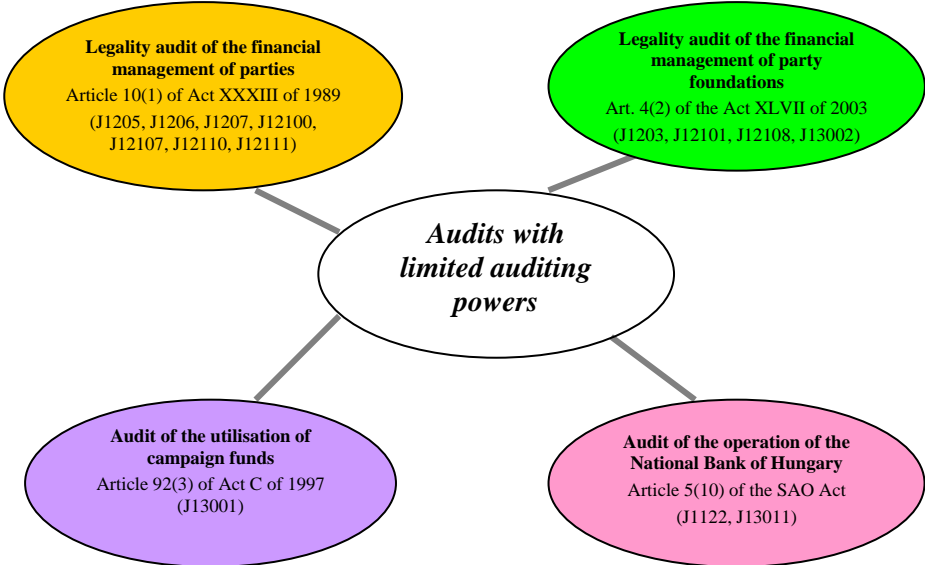 Legality audit of the financial
management of parties
Article 10(1) of Act XXXIII of 1989
(J1205, J1206, J1207, J12100,
J12107, J12110, J12111)
Legality audit of the financial
management of party
foundations
Art. 4(2) of the Act XLVII of 2003
(J1203, J12101, J12108, J13002)
Audits with
limited auditing
powers
Audit of the utilisation of
campaign funds
Article 92(3) of Act C of 1997
(J13001)
Audit of the operation of the
National Bank of Hungary
Article 5(10) of the SAO Act
(J1122, J13011)